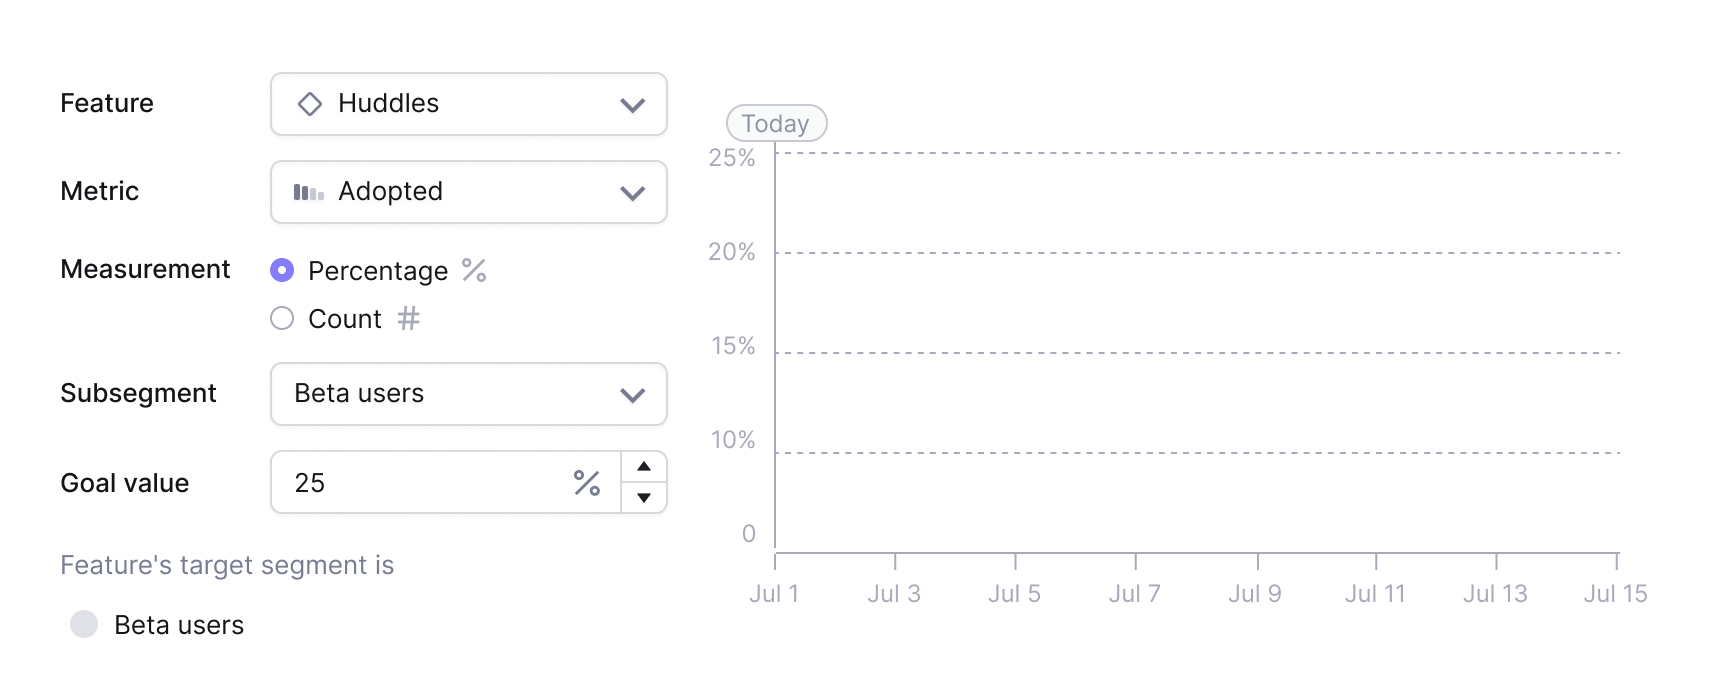 Feature
Huddles
Metric
Adopted
Measurement
Percentage %
Count #
Subsegment
Beta users
Goal value
25 %
Feature's target segment is
Beta users
Today
25%
20%
15%
10%
0
Jul 1 Jul 3 Jul 5 Jul 7 Jul 9 Jul 11 Jul 13 Jul 15